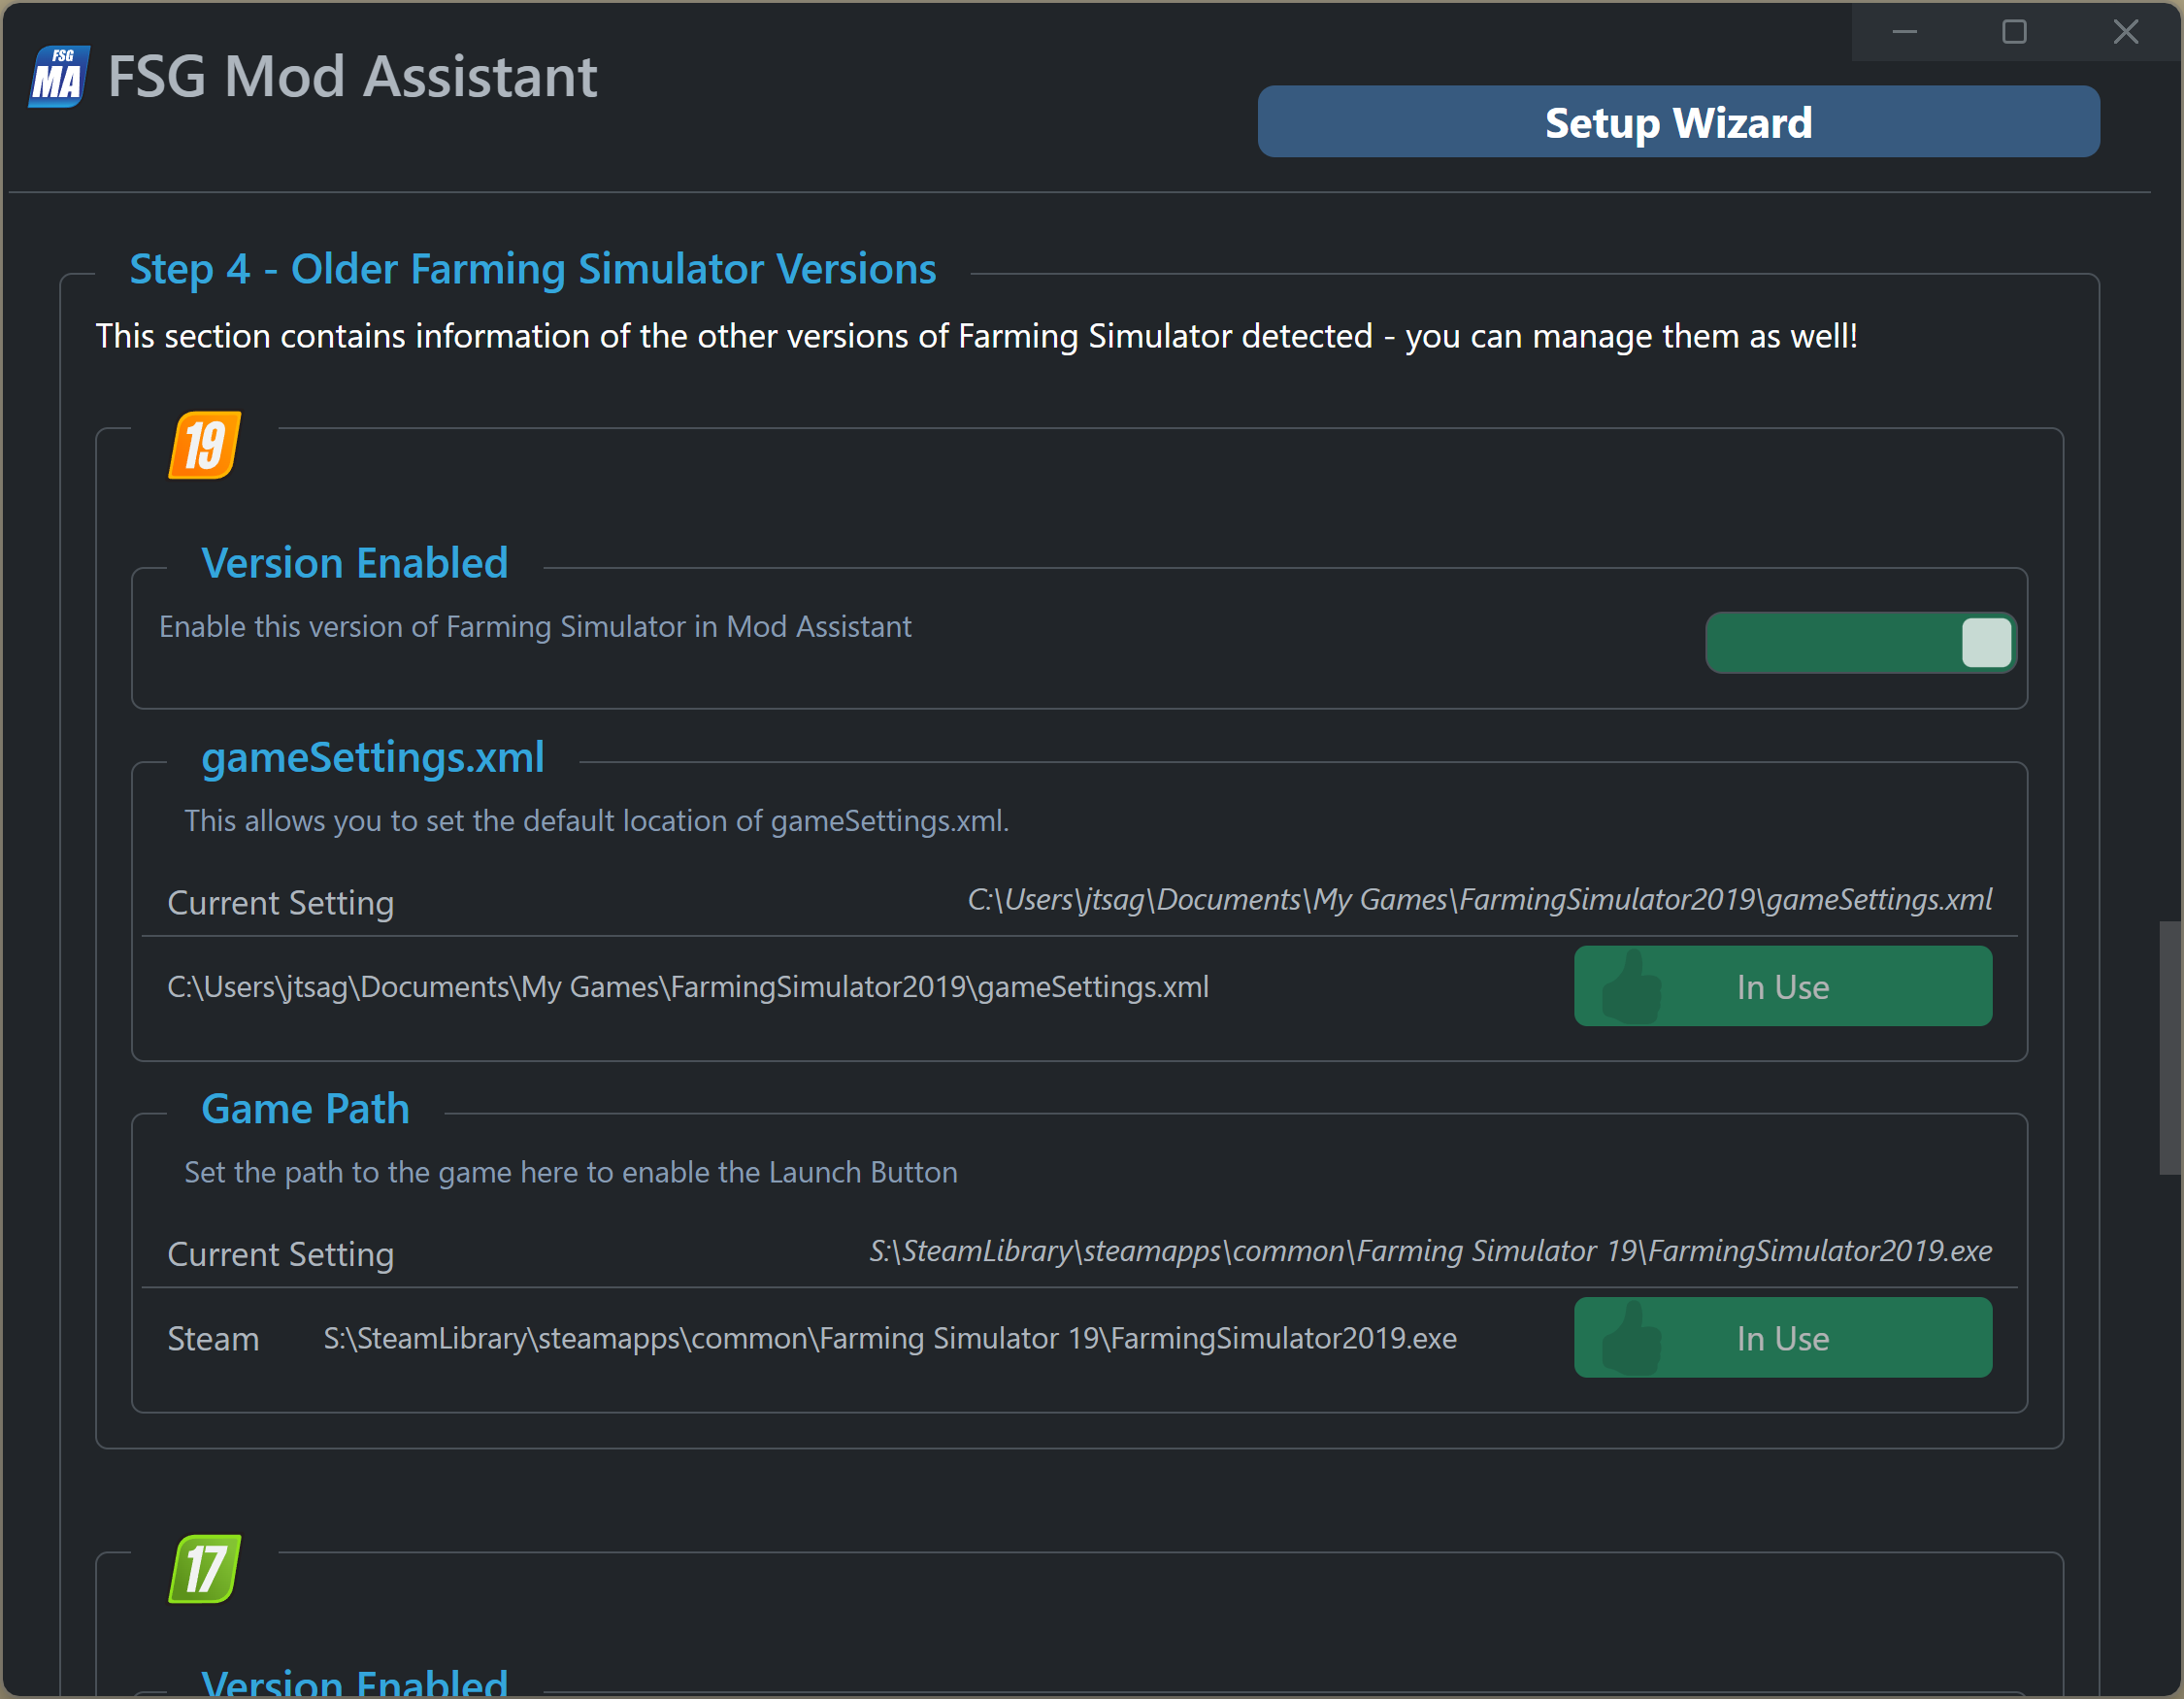 FSG
MA
FSG Mod Assistant
Setup Wizard
Step 4 - Older Farming Simulator Versions
This section contains information of the other versions of Farming Simulator detected - you can manage them as well!
19
Version Enabled
Enable this version of Farming Simulator in Mod Assistant
gameSettings.xml
This allows you to set the default location of gameSettings.xml.
Current Setting C:\Users\jtsag\Documents\My Games\FarmingSimulator2019\gameSettings.xml
C:\Users\jtsag\Documents\My Games\FarmingSimulator2019\gameSettings.xml In Use
Game Path
Set the path to the game here to enable the Launch Button
Current Setting S:\SteamLibrary\steamapps\common\Farming Simulator 19\FarmingSimulator2019.exe
Steam S:\SteamLibrary\steamapps\common\Farming Simulator 19\FarmingSimulator2019.exe In Use
17
Version Enabled